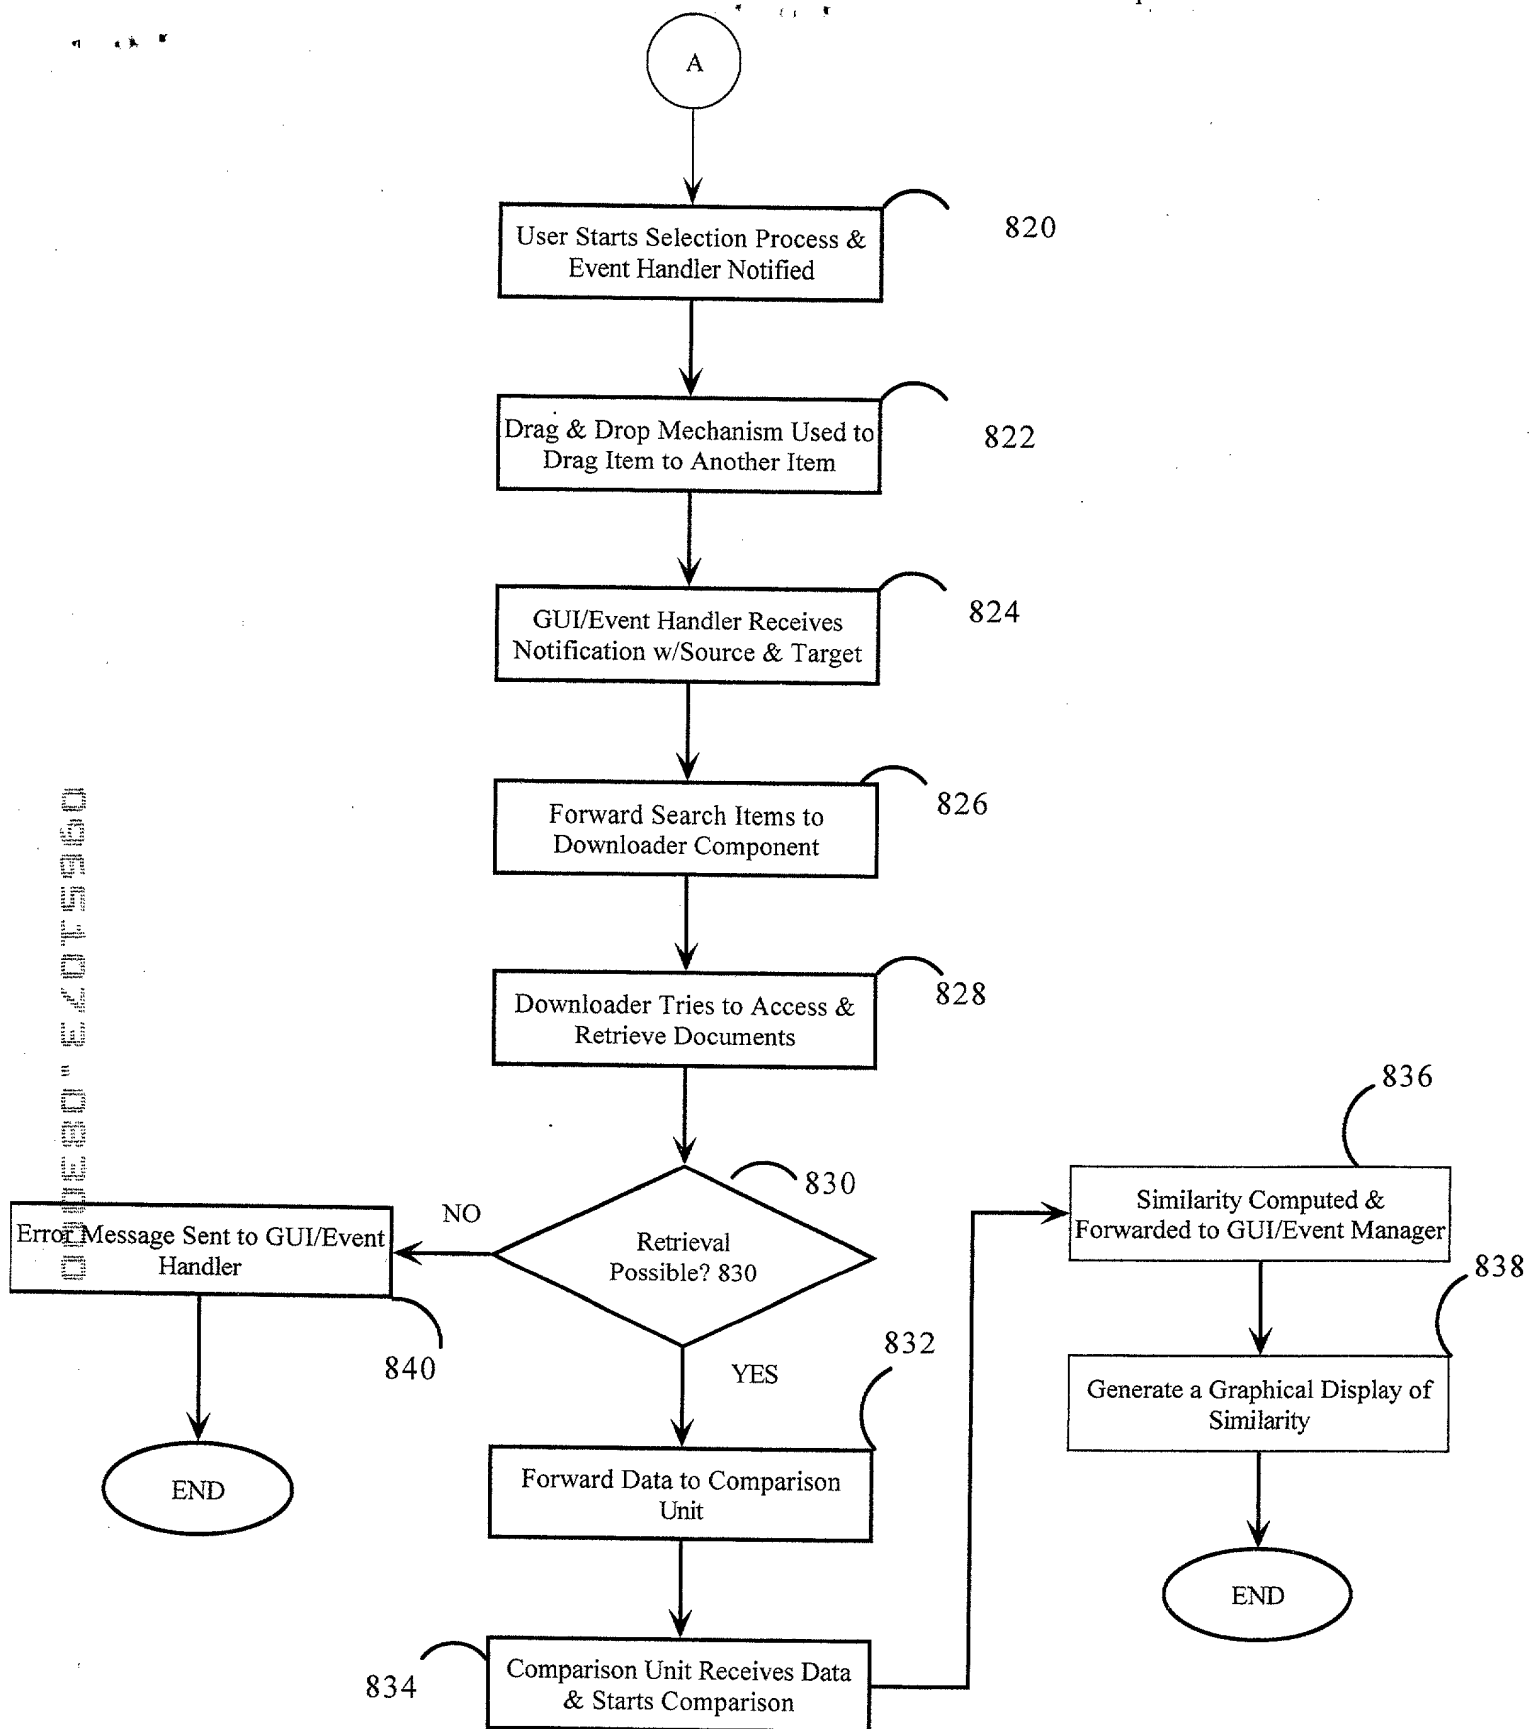 A
User Starts Selection Process &
Event Handler Notified
820
Drag & Drop Mechanism Used to
Drag Item to Another Item
822
GUI/Event Handler Receives
Notification w/Source & Target
824
Forward Search Items to
Downloader Component
826
Downloader Tries to Access &
Retrieve Documents
828
Retrieval
Possible? 830
830
NO
Error Message Sent to GUI/Event
Handler
840
END
YES
832
Forward Data to Comparison
Unit
834
Comparison Unit Receives Data
& Starts Comparison
836
Similarity Computed &
Forwarded to GUI/Event Manager
838
Generate a Graphical Display of
Similarity
END